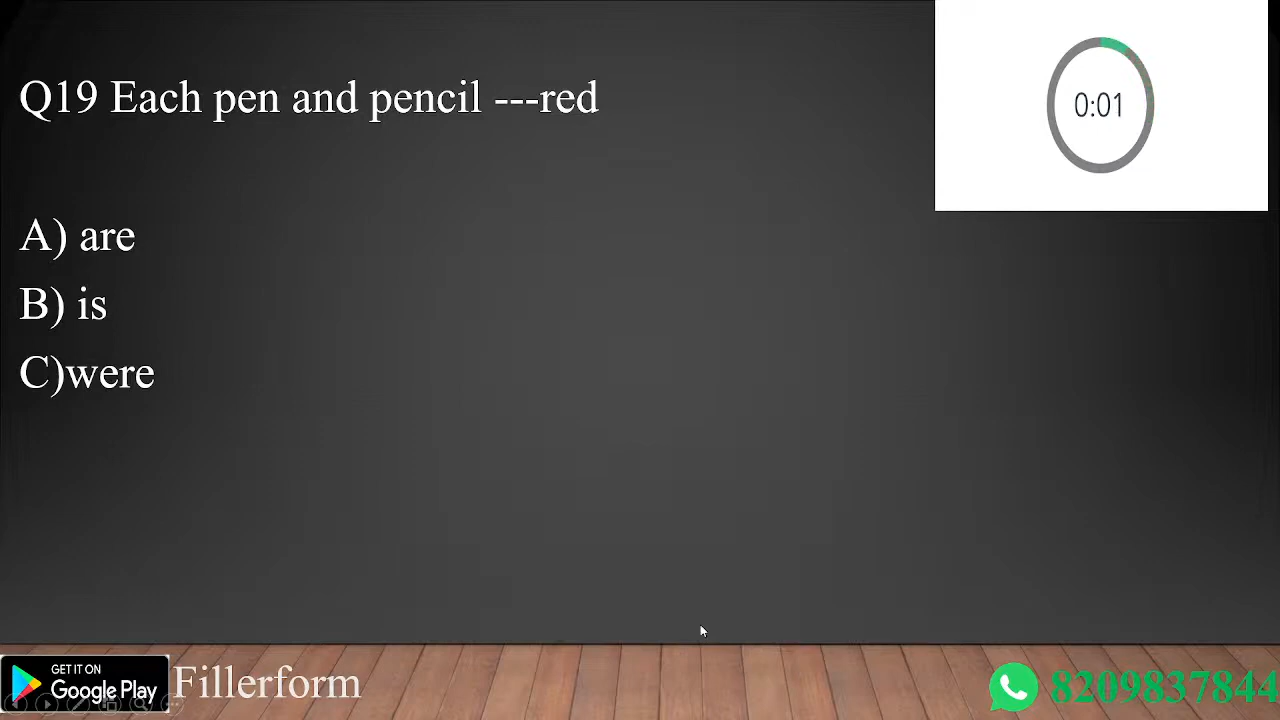 Q19 Each pen and pencil ---red
0:01
A) are
B) is
C)were
GET IT ON
Google Play
Fillerform
8209837844